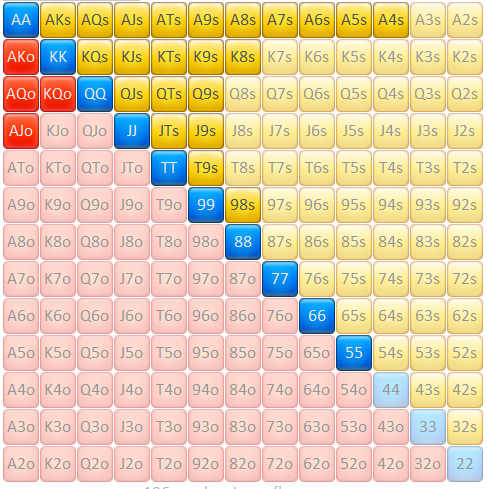 AA AKs AQs AJs ATs A9s A8s A7s A6s A5s A4s A3s A2s
AKo KK KQs KJs KTs K9s K8s K7s K6s K5s K4s K3s K2s
AQo KQo QQ QJs QTs Q9s Q8s Q7s Q6s Q5s Q4s Q3s Q2s
AJo KJo QJo JJ JTs J9s J8s J7s J6s J5s J4s J3s J2s
ATo KTo QTo JTo TT T9s T8s T7s T6s T5s T4s T3s T2s
A9o K9o Q9o J9o T9o 99 98s 97s 96s 95s 94s 93s 92s
A8o K8o Q8o J8o T8o 98o 88 87s 86s 85s 84s 83s 82s
A7o K7o Q7o J7o T7o 97o 87o 77 76s 75s 74s 73s 72s
A6o K6o Q6o J6o T6o 96o 86o 76o 66 65s 64s 63s 62s
A5o K5o Q5o J5o T5o 95o 85o 75o 65o 55 54s 53s 52s
A4o K4o Q4o J4o T4o 94o 84o 74o 64o 54o 44 43s 42s
A3o K3o Q3o J3o T3o 93o 83o 73o 63o 53o 43o 33 32s
A2o K2o Q2o J2o T2o 92o 82o 72o 62o 52o 42o 32o 22